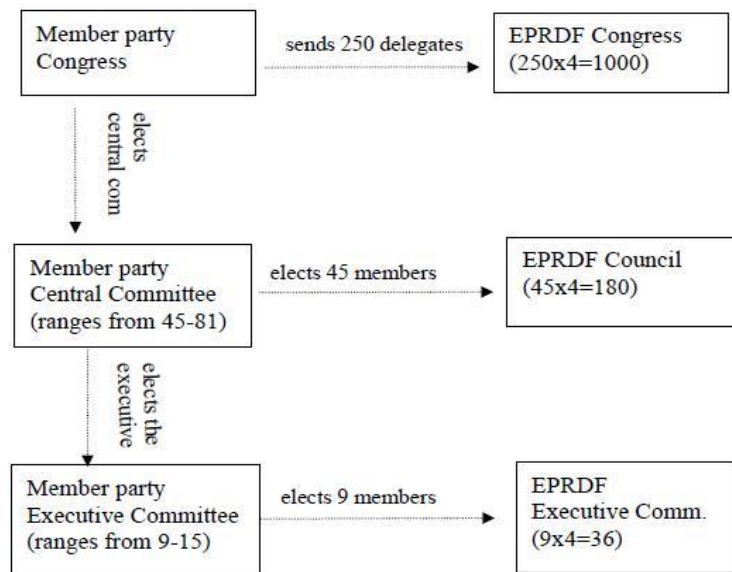 Member party
Congress
sends 250 delegates
EPRDF Congress
(250x4=1000)
elects
central com
Member party
Central Committee
(ranges from 45-81)
elects 45 members
EPRDF Council
(45x4=180)
elects the
executive
Member party
Executive Committee
(ranges from 9-15)
elects 9 members
EPRDF
Executive Comm.
(9x4=36)